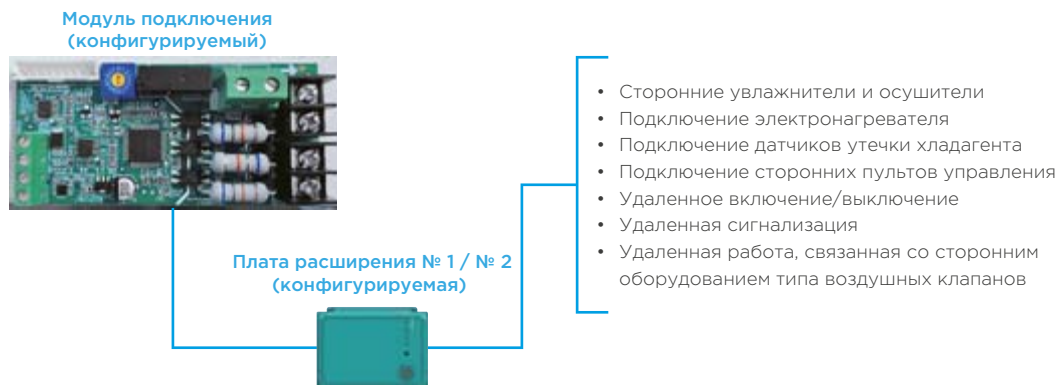 Модуль подключения
(конфигурируемый)
• Сторонние увлажнители и осушители
• Подключение электронагревателя
• Подключение датчиков утечки хладагента
• Подключение сторонних пультов управления
• Удаленное включение/выключение
• Удаленная сигнализация
• Удаленная работа, связанная со сторонним
оборудованием типа воздушных клапанов
Плата расширения № 1 / № 2
(конфигурируемая)